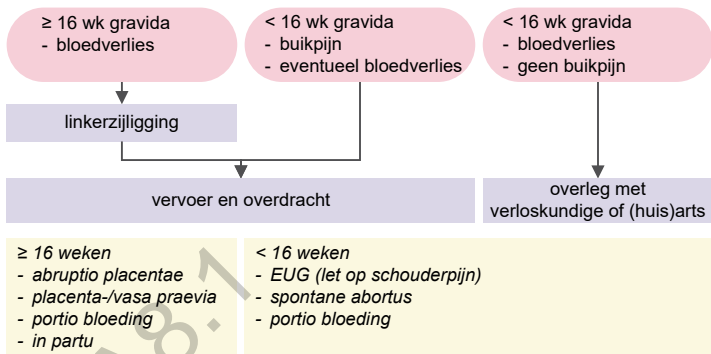 ≥ 16 wk gravida
- bloedverlies
< 16 wk gravida
- buikpijn
- eventueel bloedverlies
< 16 wk gravida
- bloedverlies
- geen buikpijn
linkerzijligging
vervoer en overdracht
overleg met
verloskundige of (huis)arts
≥ 16 weken
- abruptio placentae
- placenta-/vasa praevia
- portio bloeding
- in partu
< 16 weken
- EUG (let op schouderpijn)
- spontane abortus
- portio bloeding
8.1